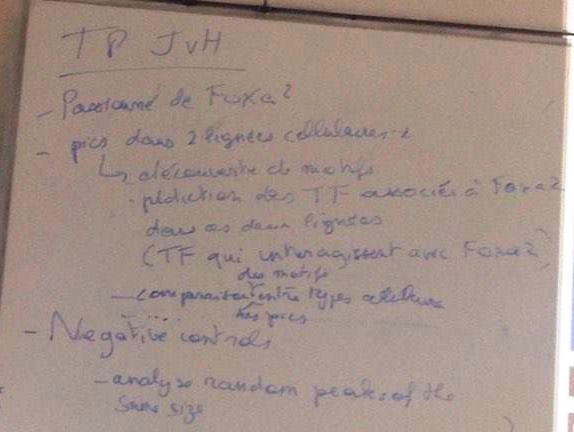 TP JvH
- Passionné de Foxa2
- pics dans 2 lignées cellulaires
↳ découverte de motifs
- prédiction des TF associés à Foxa2
dans ces deux lignées
(TF qui interagissent avec Foxa2)
- comparaison entre types cellulaires
des motifs
des pics
....
- Negative controls
- analyse random peaks of the
same size